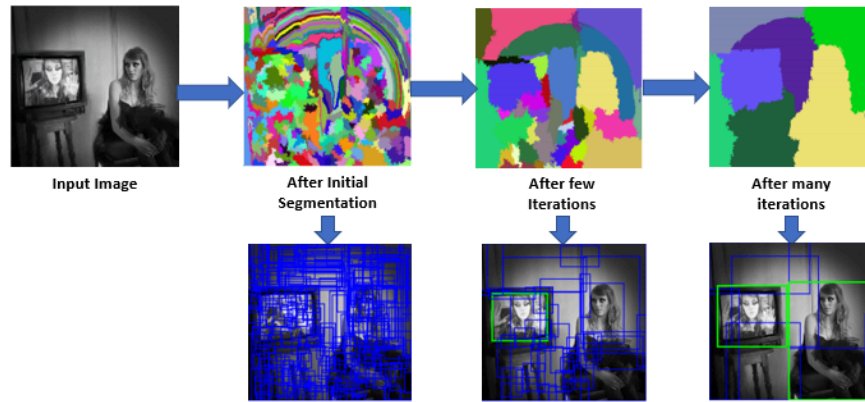 Input Image
After Initial
Segmentation
After few
Iterations
After many
iterations